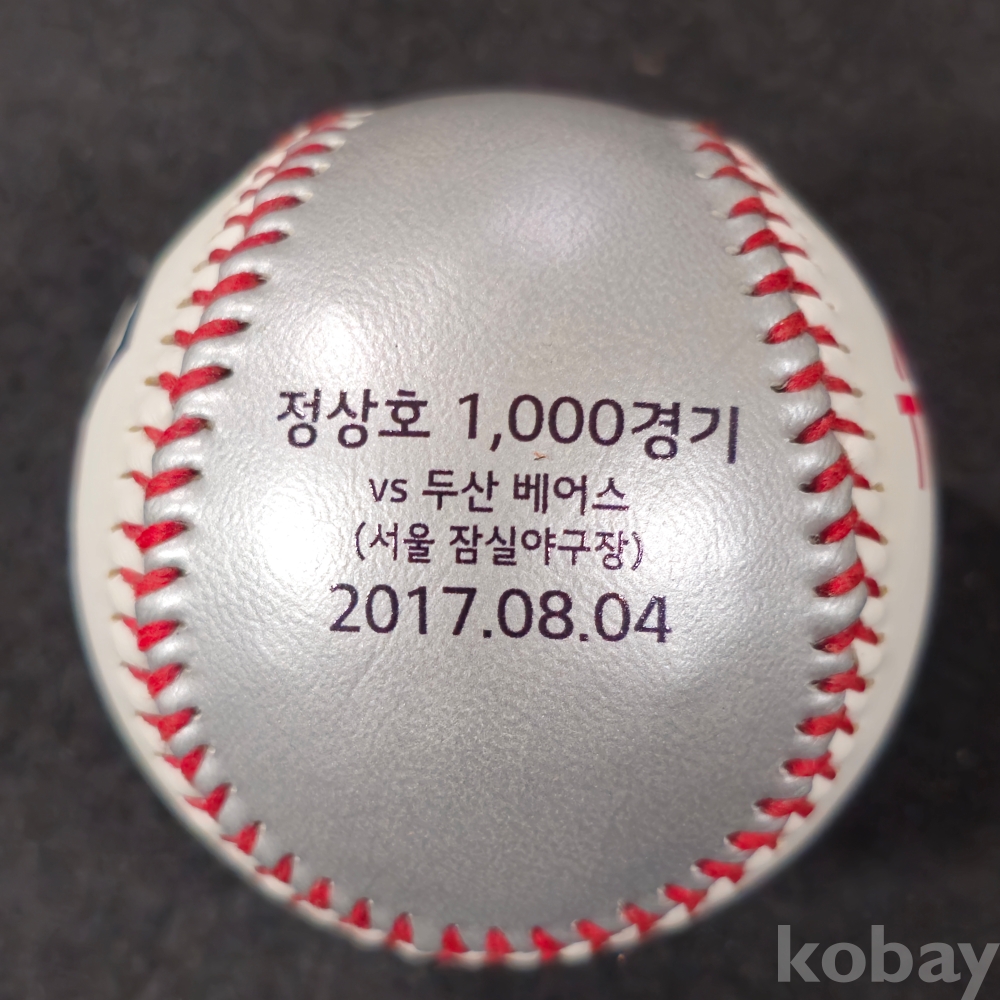 정상호 1,000경기
vs 두산 베어스
(서울 잠실야구장)
2017.08.04
kobay